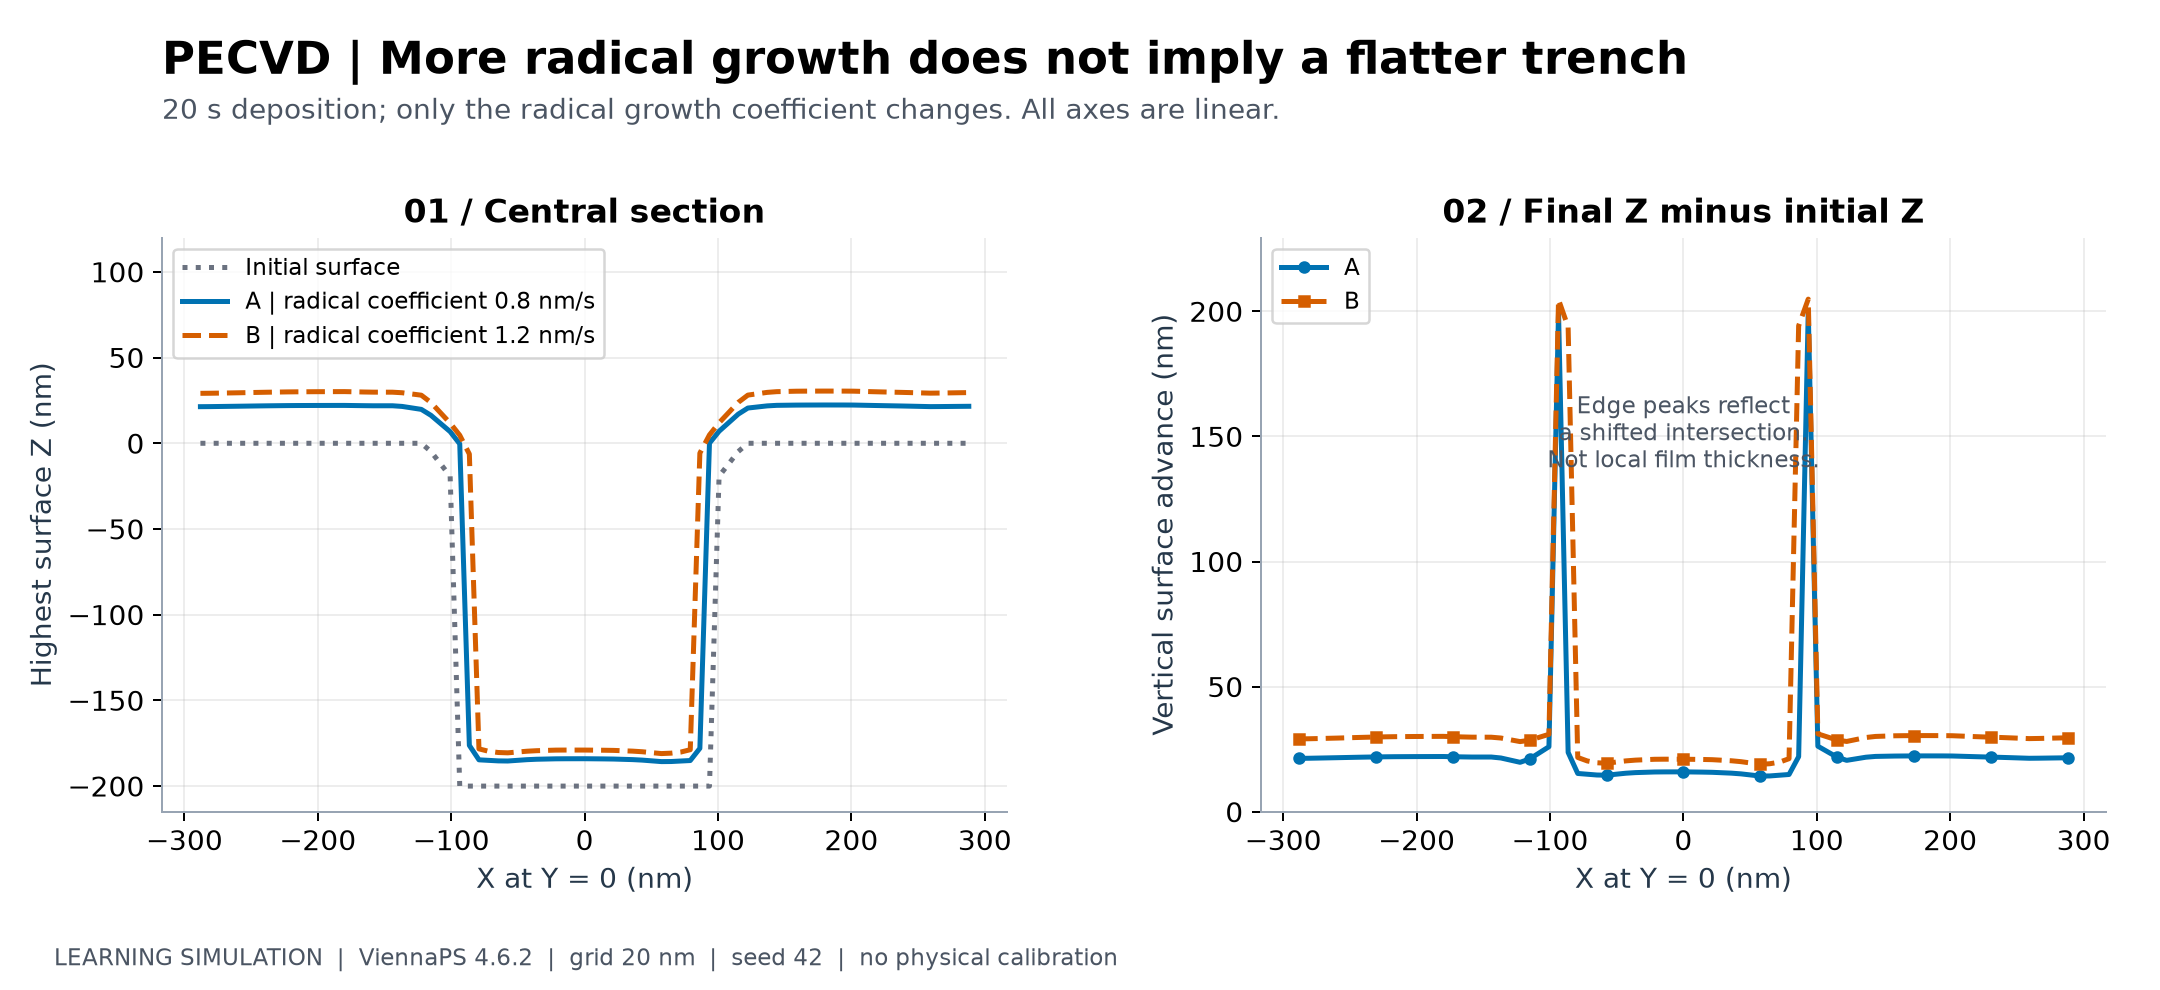 PECVD | More radical growth does not imply a flatter trench
20 s deposition; only the radical growth coefficient changes. All axes are linear.
01 / Central section
Highest surface Z (nm)
100
50
0
−50
−100
−150
−200
Initial surface
A | radical coefficient 0.8 nm/s
B | radical coefficient 1.2 nm/s
−300 −200 −100 0 100 200 300
X at Y = 0 (nm)
02 / Final Z minus initial Z
Vertical surface advance (nm)
200
150
100
50
0
A
B
Edge peaks reflect
a shifted intersection
Not local film thickness.
−300 −200 −100 0 100 200 300
X at Y = 0 (nm)
LEARNING SIMULATION | ViennaPS 4.6.2 | grid 20 nm | seed 42 | no physical calibration